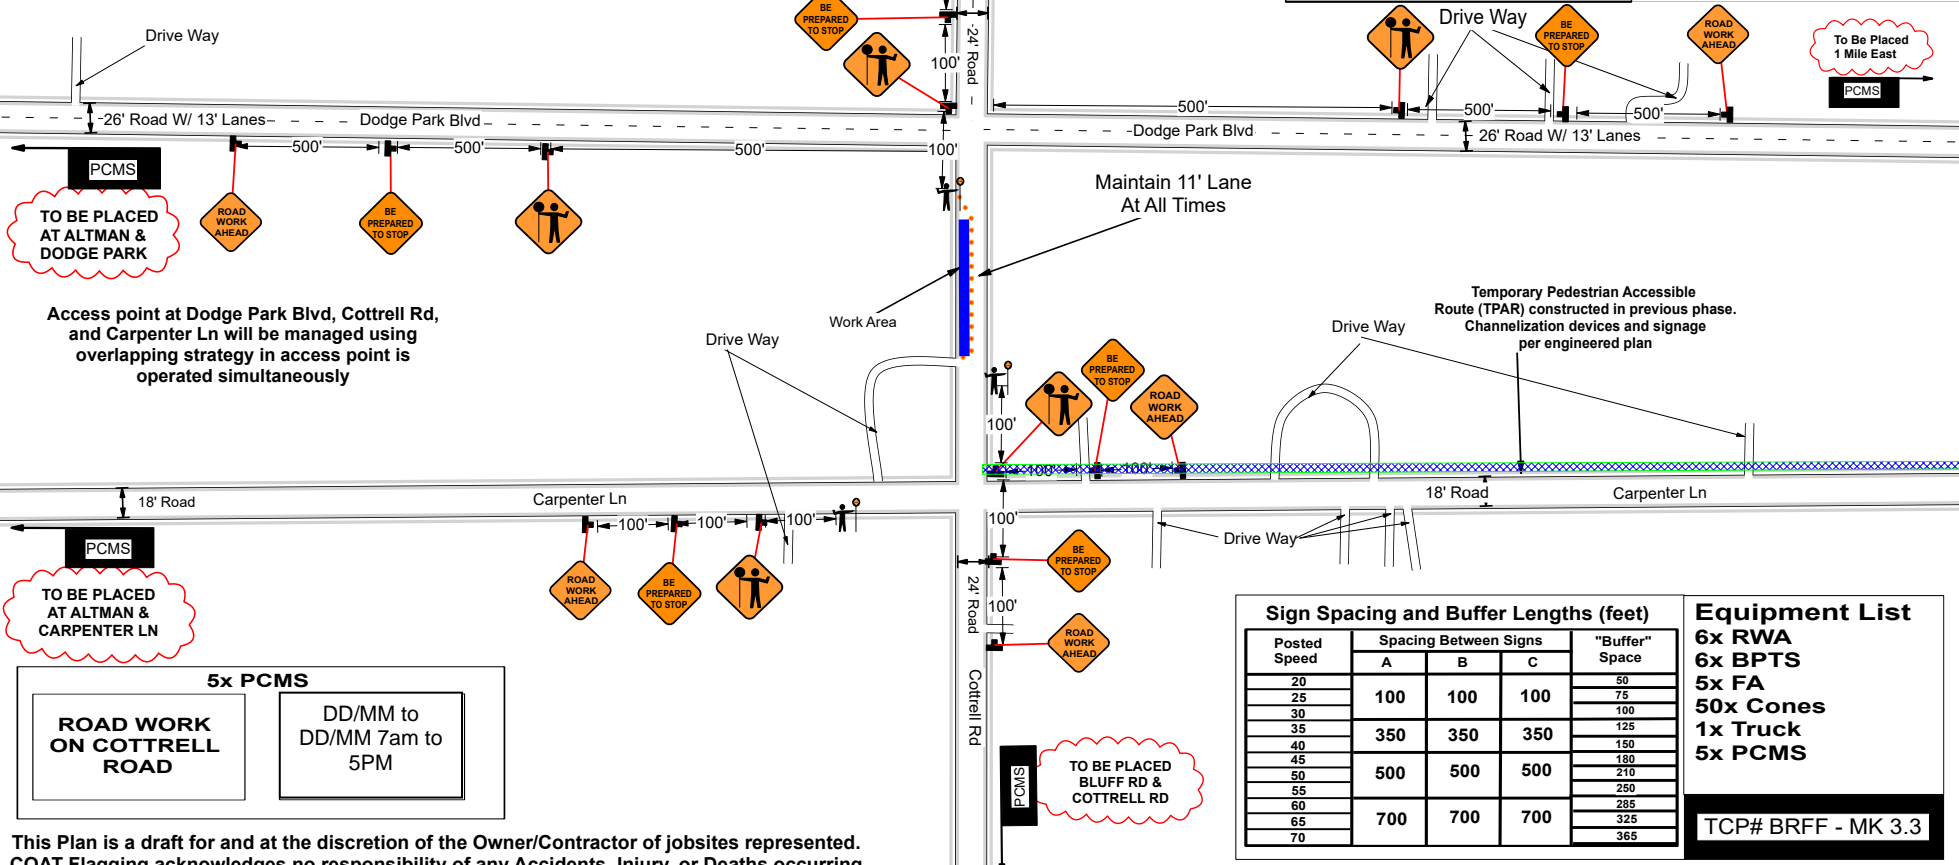 BE
PREPARED
TO STOP
24' Road
100'
Drive Way
Drive Way
BE
PREPARED
TO STOP
ROAD
WORK
AHEAD
To Be Placed
1 Mile East
PCMS
26' Road W/ 13' Lanes
Dodge Park Blvd
500'
500'
500'
Dodge Park Blvd
26' Road W/ 13' Lanes
500'
500'
500'
100'
PCMS
TO BE PLACED
AT ALTMAN &
DODGE PARK
ROAD
WORK
AHEAD
BE
PREPARED
TO STOP
Maintain 11' Lane
At All Times
Access point at Dodge Park Blvd, Cottrell Rd,
and Carpenter Ln will be managed using
overlapping strategy in access point is
operated simultaneously
Work Area
Drive Way
Temporary Pedestrian Accessible
Route (TPAR) constructed in previous phase.
Channelization devices and signage
per engineered plan
Drive Way
BE
PREPARED
TO STOP
ROAD
WORK
AHEAD
100'
100'
100'
18' Road
Carpenter Ln
18' Road
Carpenter Ln
100'
100'
100'
100'
Drive Way
PCMS
TO BE PLACED
AT ALTMAN &
CARPENTER LN
ROAD
WORK
AHEAD
BE
PREPARED
TO STOP
BE
PREPARED
TO STOP
24' Road
100'
ROAD
WORK
AHEAD
Cottrell Rd
PCMS
TO BE PLACED
BLUFF RD &
COTTRELL RD
5x PCMS
ROAD WORK
ON COTTRELL
ROAD
DD/MM to
DD/MM 7am to
5PM
Sign Spacing and Buffer Lengths (feet)
Posted
Speed
Spacing Between Signs
A B C
"Buffer"
Space
20 50
25 100 100 100 75
30 100
35 350 350 350 125
40 150
45 180
50 500 500 500 210
55 250
60 285
65 700 700 700 325
70 365
Equipment List
6x RWA
6x BPTS
5x FA
50x Cones
1x Truck
5x PCMS
TCP# BRFF - MK 3.3
This Plan is a draft for and at the discretion of the Owner/Contractor of jobsites represented.
COAT Flagging acknowledges no responsibility of any Accidents, Injury, or Deaths occurring